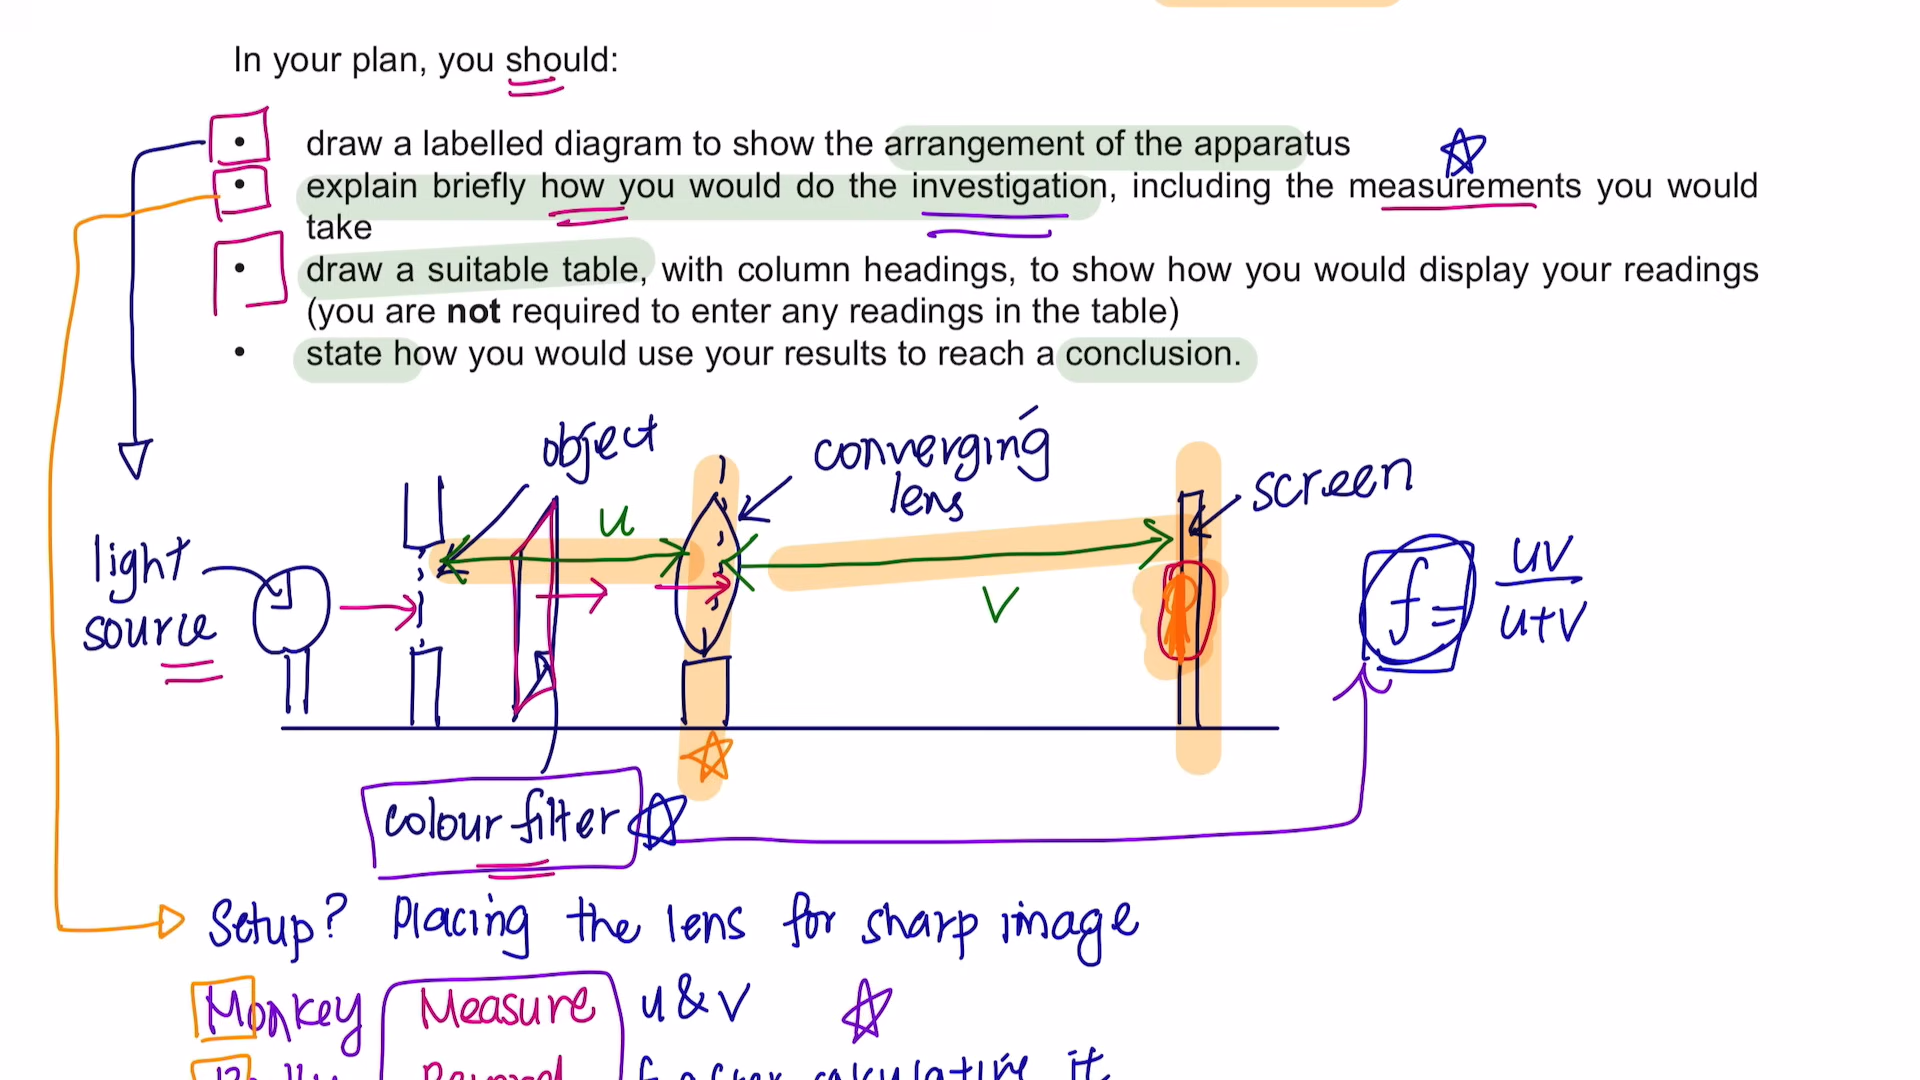 In your plan, you should:
• draw a labelled diagram to show the arrangement of the apparatus
• explain briefly how you would do the investigation, including the measurements you would
take
• draw a suitable table, with column headings, to show how you would display your readings
(you are not required to enter any readings in the table)
• state how you would use your results to reach a conclusion.
object
converging
lens
screen
u
light
source
v
f = uv
u+v
colour filter
Setup? Placing the lens for sharp image
Monkey Measure u & v
f after calculating it